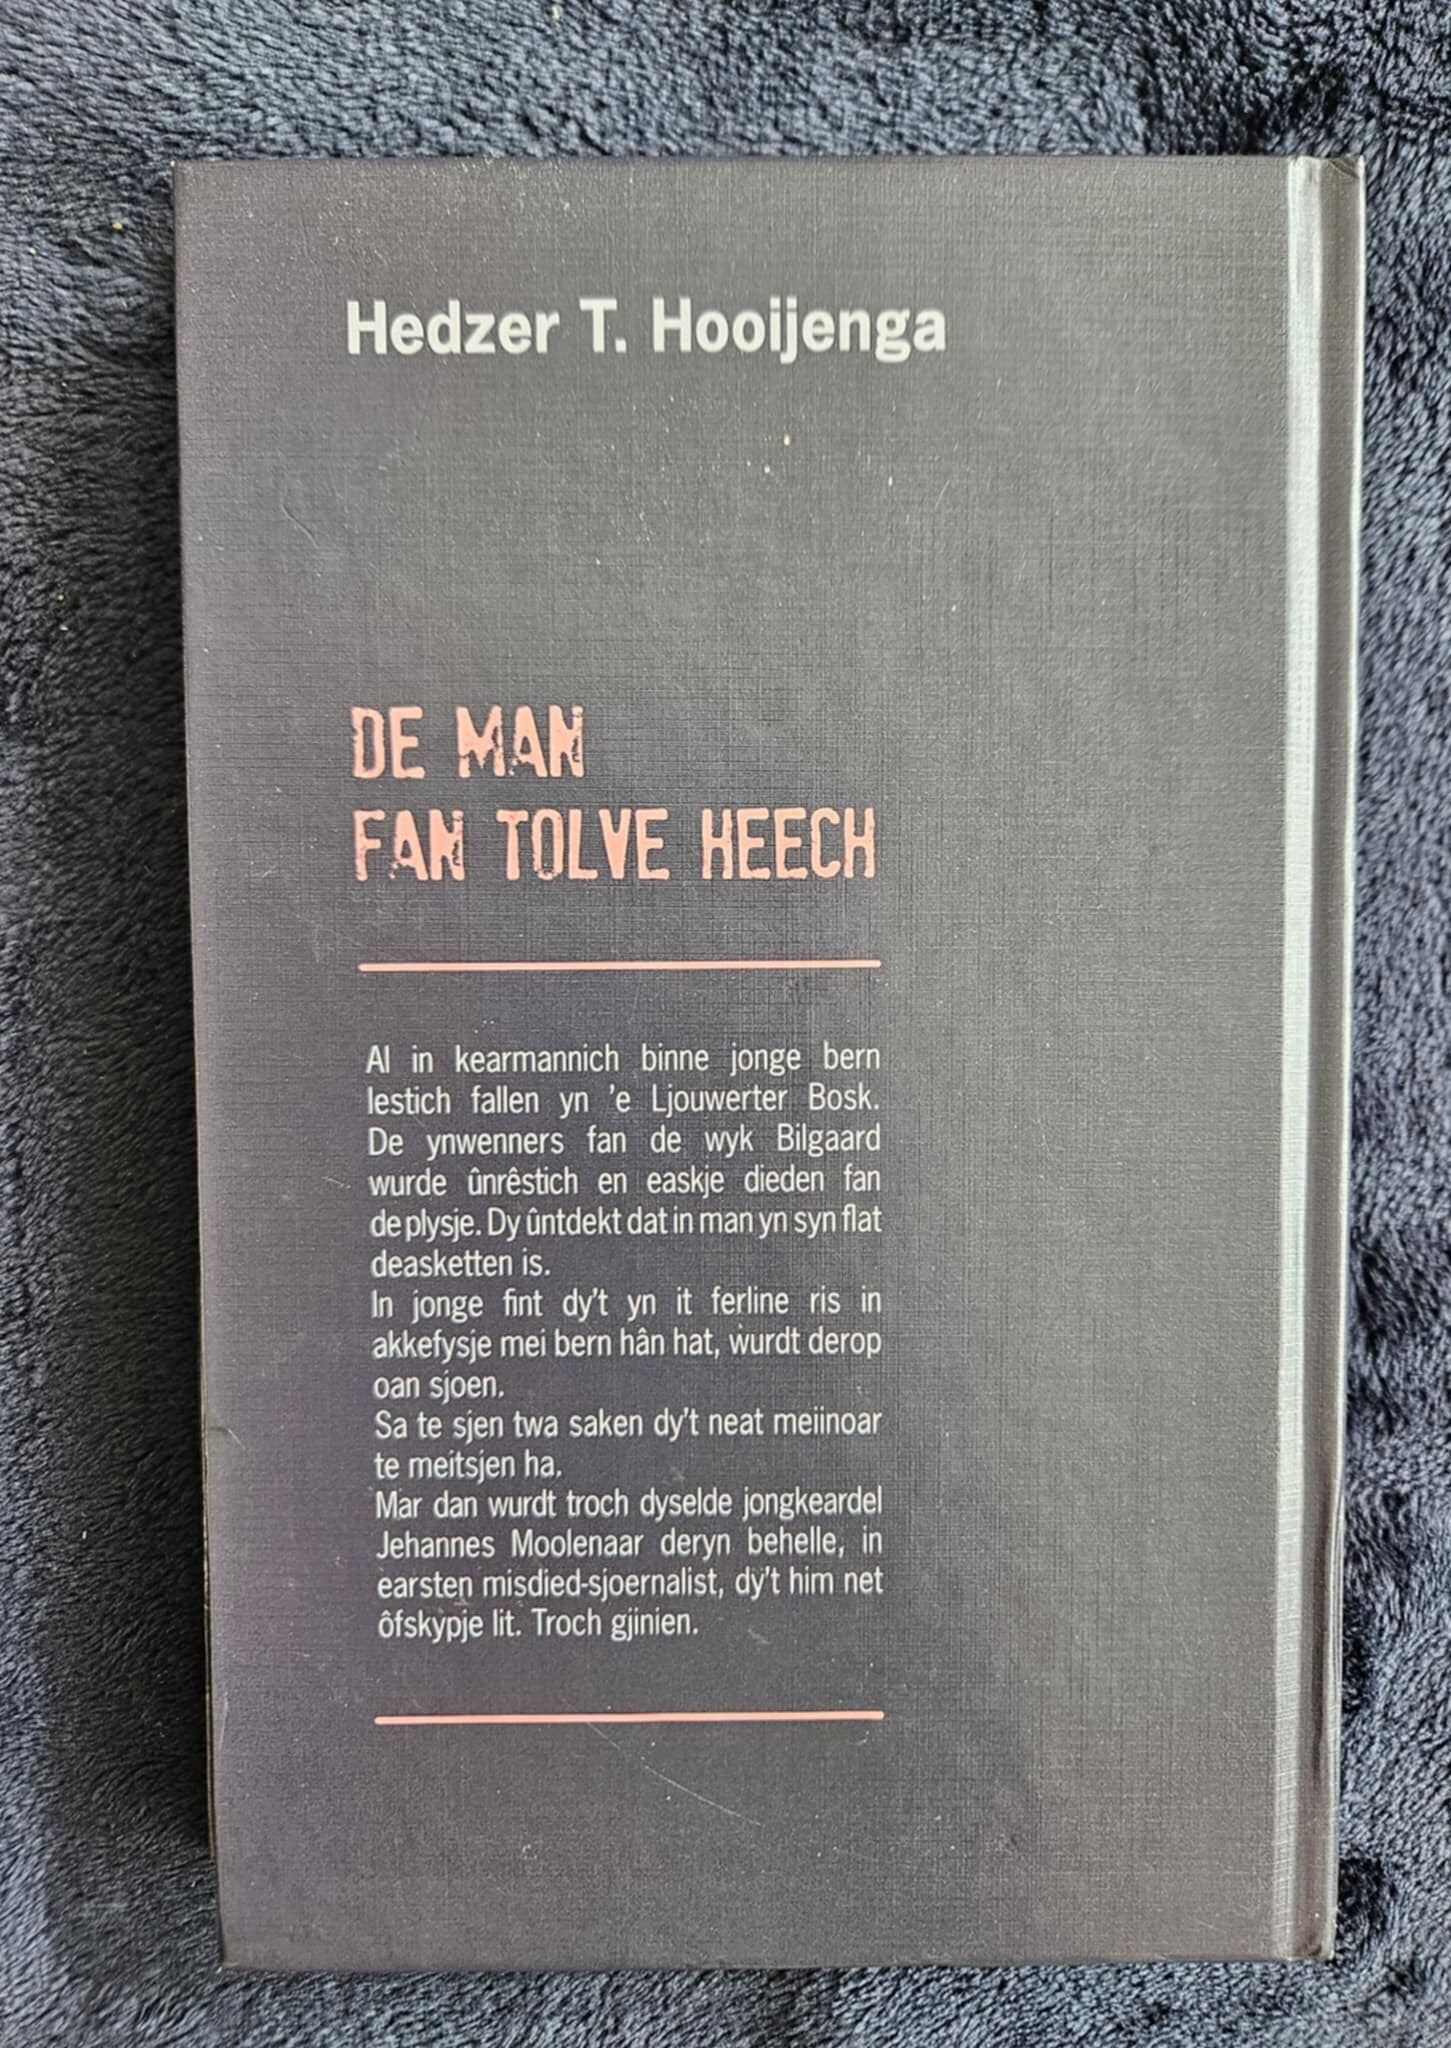 Hedzer T. Hooijenga
DE MAN
FAN TOLVE HEECH
Al in kearmannich binne jonge bern
lestich fallen yn 'e Ljouwerter Bosk.
De ynwenners fan de wyk Bilgaard
wurde ûnrêstich en easkje dieden fan
de plysje. Dy ûntdekt dat in man yn syn flat
deasketten is.
In jonge fint dy't yn it ferline ris in
akkefysje mei bern hân hat, wurdt derop
oan sjoen.
Sa te sjen twa saken dy't neat meiinoar
te meitsjen ha.
Mar dan wurdt troch dyselde jongkeardel
Jehannes Moolenaar deryn behelle, in
earsten misdied-sjoernalist, dy't him net
ôfskypje lit. Troch gjinien.